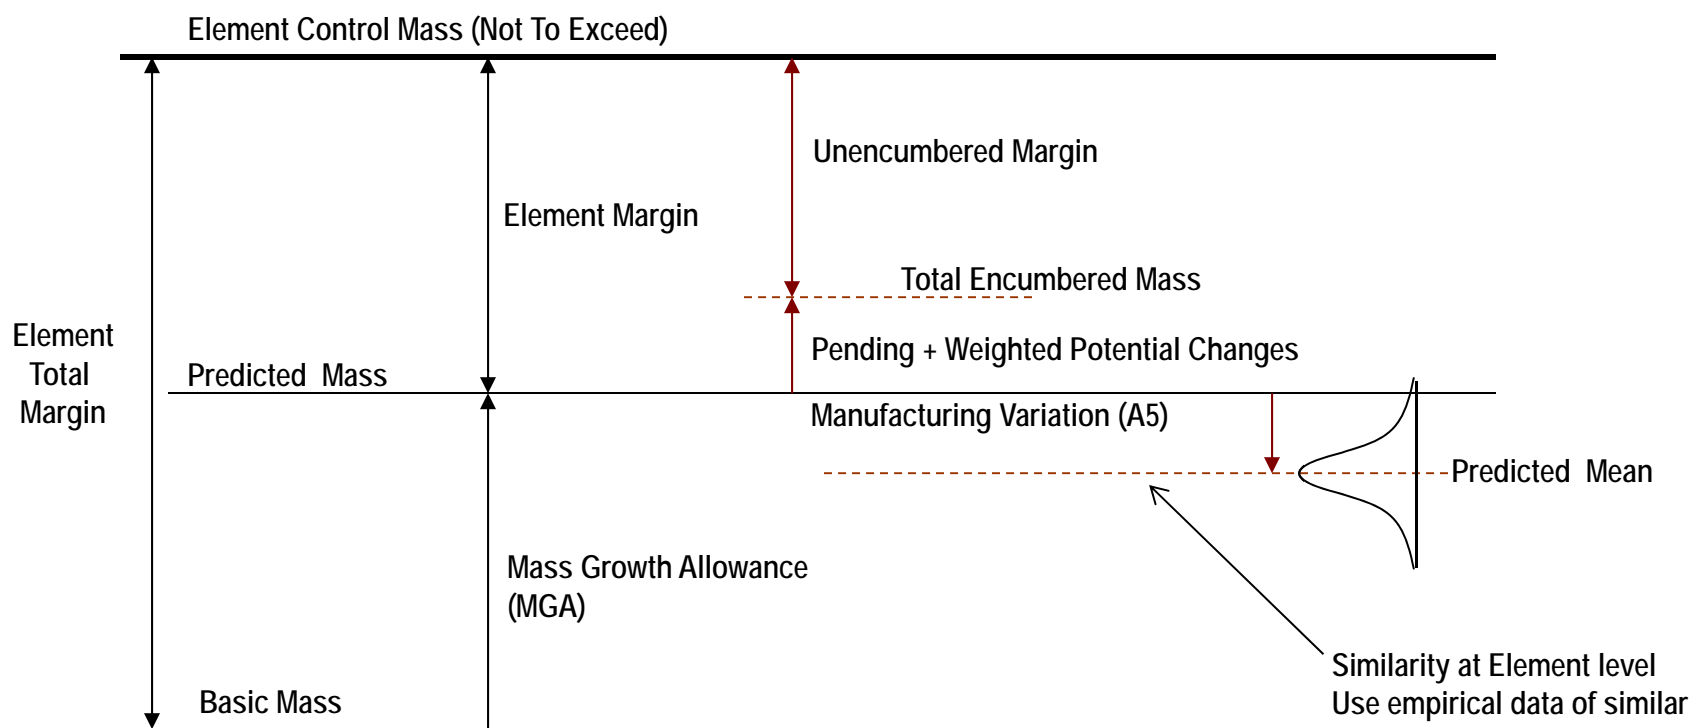 Element Control Mass (Not To Exceed)
Unencumbered Margin
Element Margin
Total Encumbered Mass
Element
Total
Margin
Pending + Weighted Potential Changes
Predicted Mass
Manufacturing Variation (A5)
Predicted Mean
Mass Growth Allowance
(MGA)
Similarity at Element level
Use empirical data of similar
Basic Mass